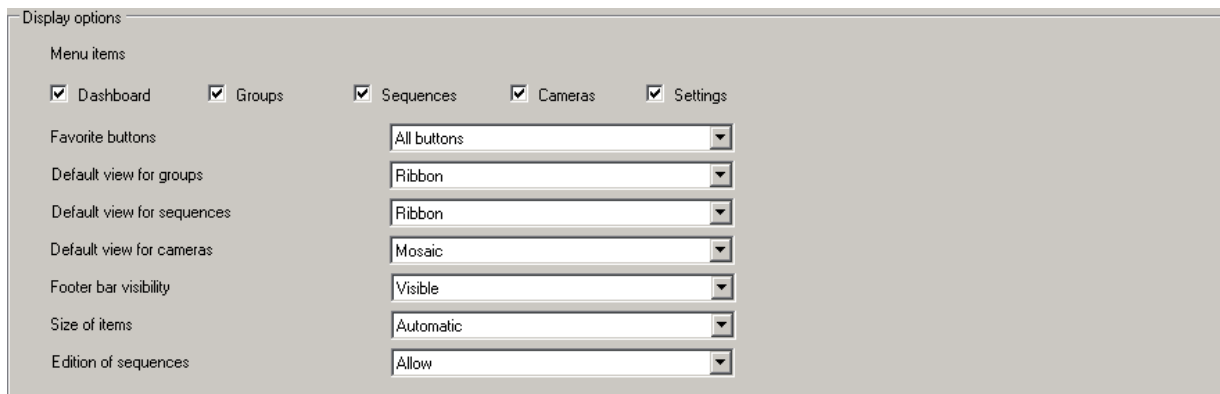 Display options
Menu items
Dashboard Groups Sequences Cameras Settings
Favorite buttons All buttons
Default view for groups Ribbon
Default view for sequences Ribbon
Default view for cameras Mosaic
Footer bar visibility Visible
Size of items Automatic
Edition of sequences Allow